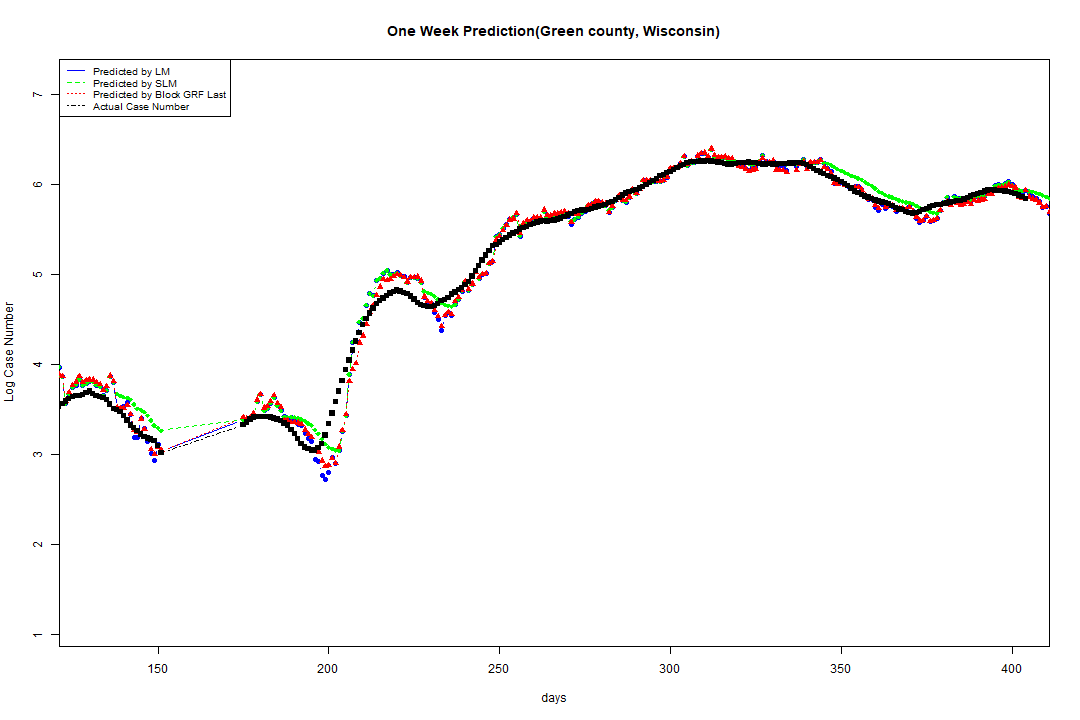 One Week Prediction(Green county, Wisconsin)
Predicted by LM
Predicted by SLM
Predicted by Block GRF Last
Actual Case Number
7
6
5
4
3
2
1
Log Case Number
150 200 250 300 350 400
days